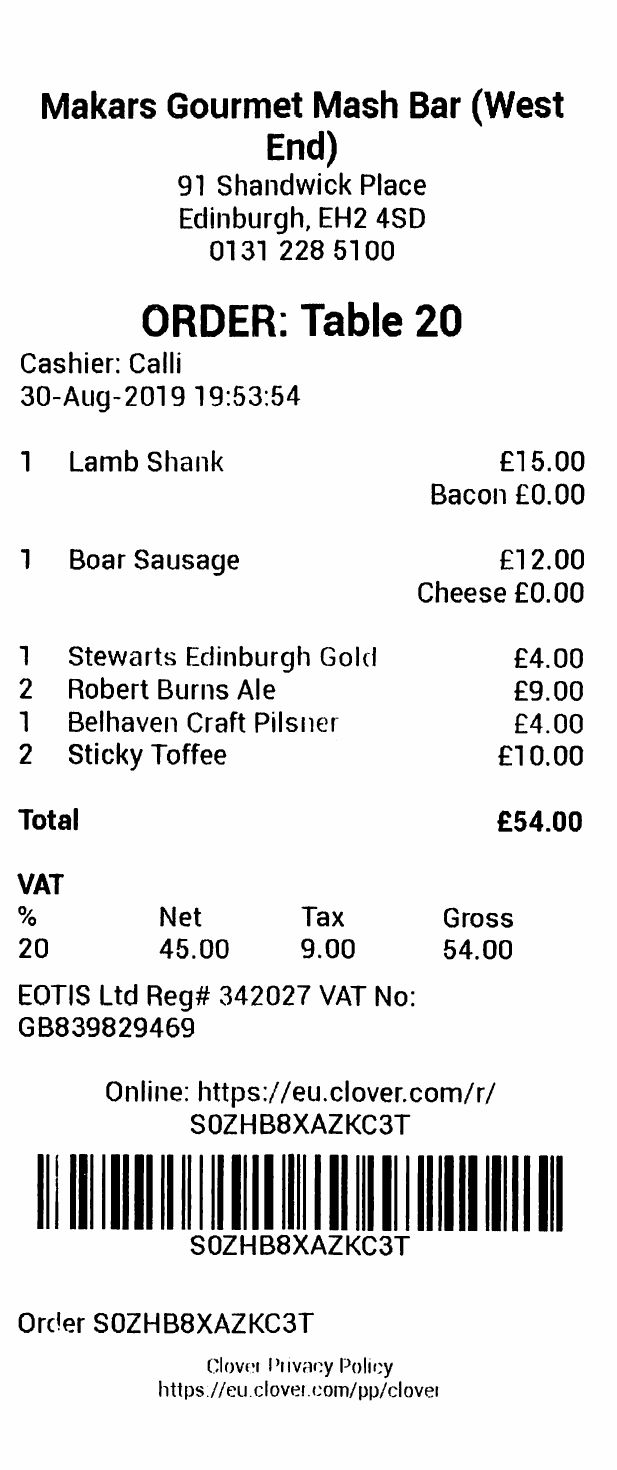 Makars Gourmet Mash Bar (West
End)
91 Shandwick Place
Edinburgh, EH2 4SD
0131 228 5100
ORDER: Table 20
Cashier: Calli
30-Aug-2019 19:53:54
1 Lamb Shank £15.00
Bacon £0.00
1 Boar Sausage £12.00
Cheese £0.00
1 Stewarts Edinburgh Gold £4.00
2 Robert Burns Ale £9.00
1 Belhaven Craft Pilsner £4.00
2 Sticky Toffee £10.00
Total £54.00
VAT
% Net Tax Gross
20 45.00 9.00 54.00
EOTIS Ltd Reg# 342027 VAT No:
GB839829469
Online: https://eu.clover.com/r/
S0ZHB8XAZKC3T
S0ZHB8XAZKC3T
Order S0ZHB8XAZKC3T
Clover Privacy Policy
https://eu.clover.com/pp/clover